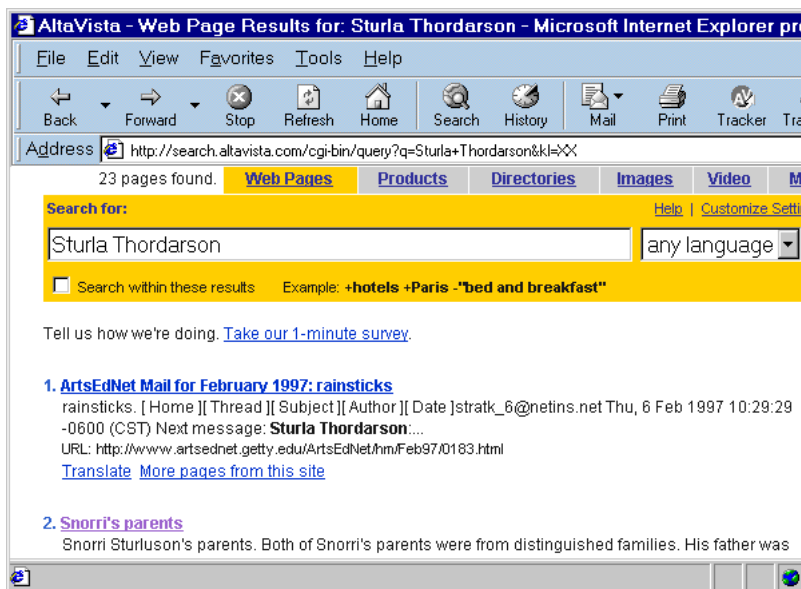 AltaVista - Web Page Results for: Sturla Thordarson - Microsoft Internet Explorer pro
File Edit View Favorites Tools Help
Back Forward Stop Refresh Home Search History Mail Print Tracker Tra
Address http://search.altavista.com/cgi-bin/query?q=Sturla+Thordarson&kl=XX
23 pages found. Web Pages Products Directories Images Video M
Search for: Help | Customize Setti
Sturla Thordarson any language
Search within these results Example: +hotels +Paris -"bed and breakfast"
Tell us how we're doing. Take our 1-minute survey.
1. ArtsEdNet Mail for February 1997: rainsticks
rainsticks. [ Home ][ Thread ][ Subject ][ Author ][ Date ]stratk_6@netins.net Thu, 6 Feb 1997 10:29:29
-0600 (CST) Next message: Sturla Thordarson:...
URL: http://www.artsednet.getty.edu/ArtsEdNet/hm/Feb97/0183.html
Translate More pages from this site
2. Snorri's parents
Snorri Sturluson's parents. Both of Snorri's parents were from distinguished families. His father was